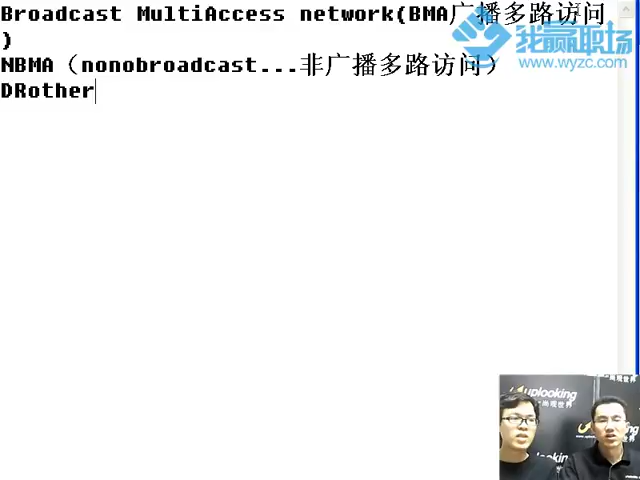 Broadcast MultiAccess network(BMA广播多路访问
)
我赢职场
NBMA（nonobroadcast...非广播多路访问）
www.wyzc.com
DRother
uplooking